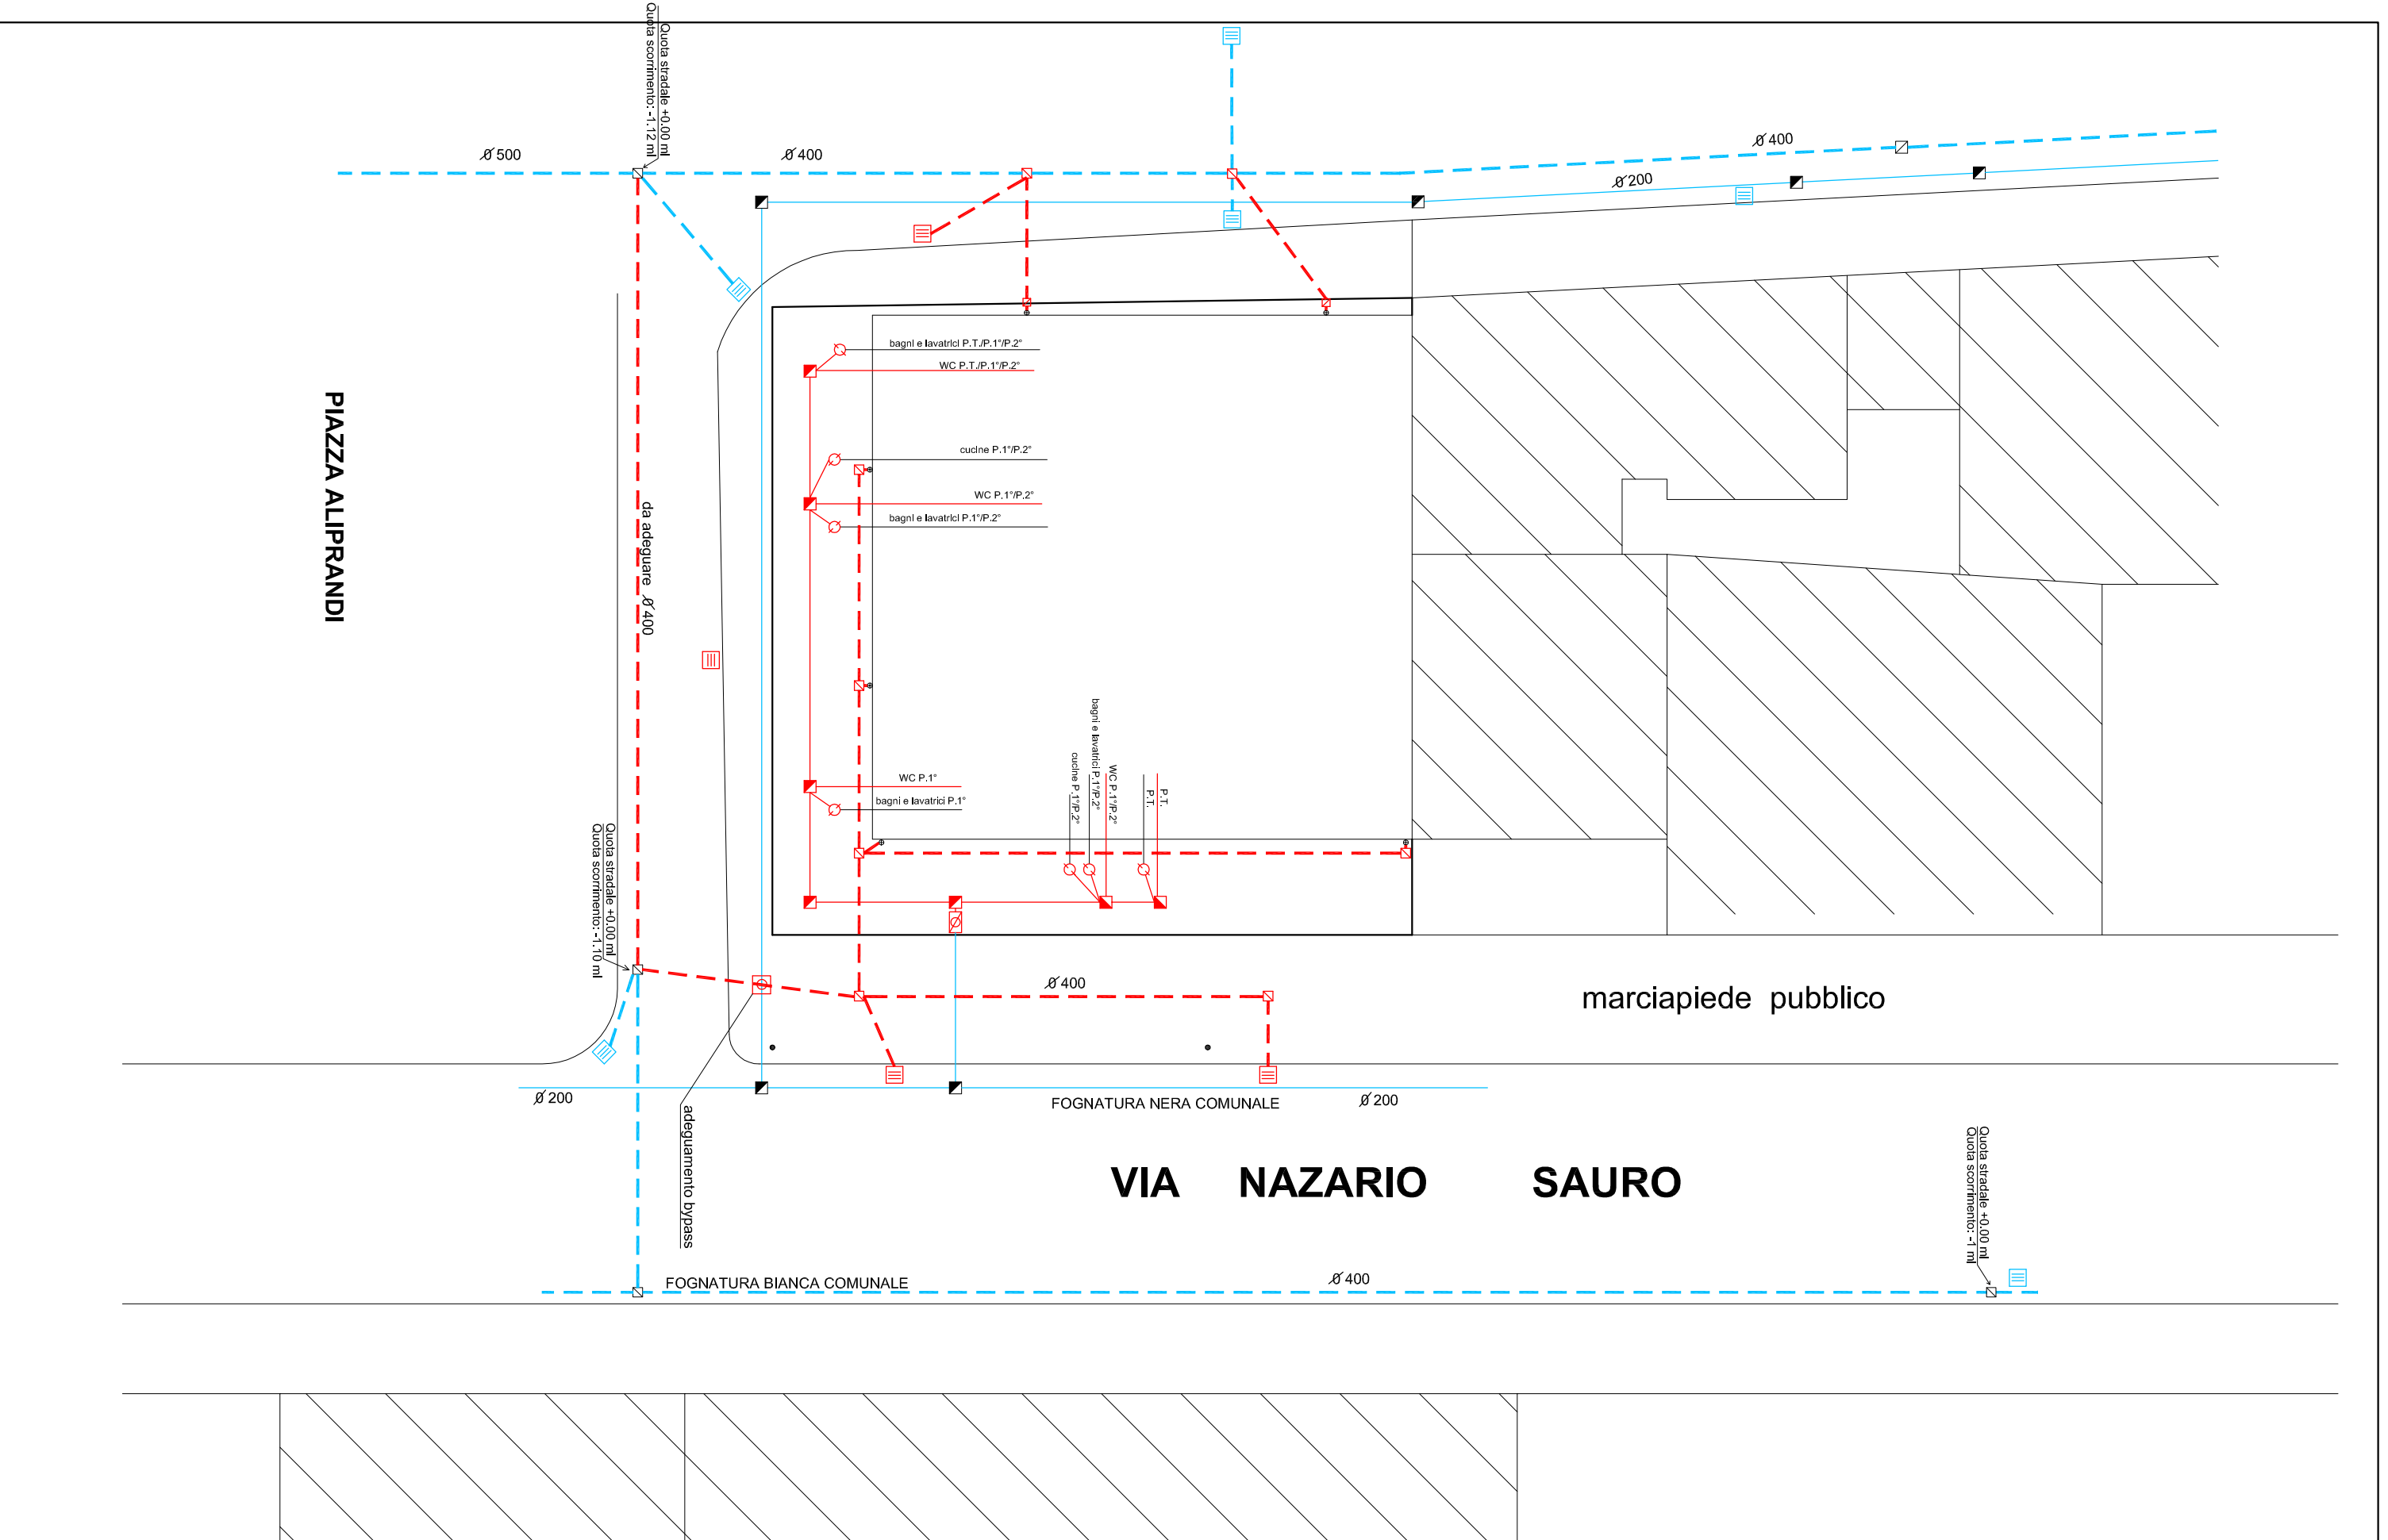 Quota stradale +0.00 ml
Quota scorrimento: -1.12 ml
Ø 500
Ø 400
Ø 400
Ø 200
bagni e lavatrici P.T./P.1°/P.2°
WC P.T./P.1°/P.2°
cucine P.1°/P.2°
WC P.1°/P.2°
bagni e lavatrici P.1°/P.2°
PIAZZA ALIPRANDI
da adeguare Ø 400
WC P.1°
bagni e lavatrici P.1°
cucine P.1°/P.2°
bagni e lavatrici P.1°/P.2°
WC P.1°/P.2°
P.T.
P.T.
Quota stradale +0.00 ml
Quota scorrimento: -1.10 ml
Ø 400
marciapiede pubblico
Ø 200
FOGNATURA NERA COMUNALE
Ø 200
adeguamento bypass
VIA NAZARIO SAURO
Quota stradale +0.00 ml
Quota scorrimento: -1 ml
FOGNATURA BIANCA COMUNALE
Ø 400